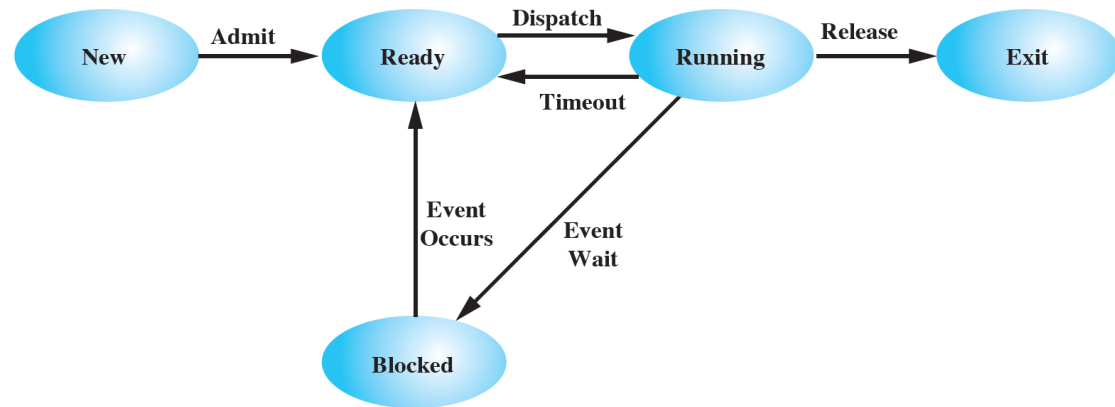 Dispatch
Admit
Release
New
Ready
Running
Exit
Timeout
Event
Occurs
Event
Wait
Blocked